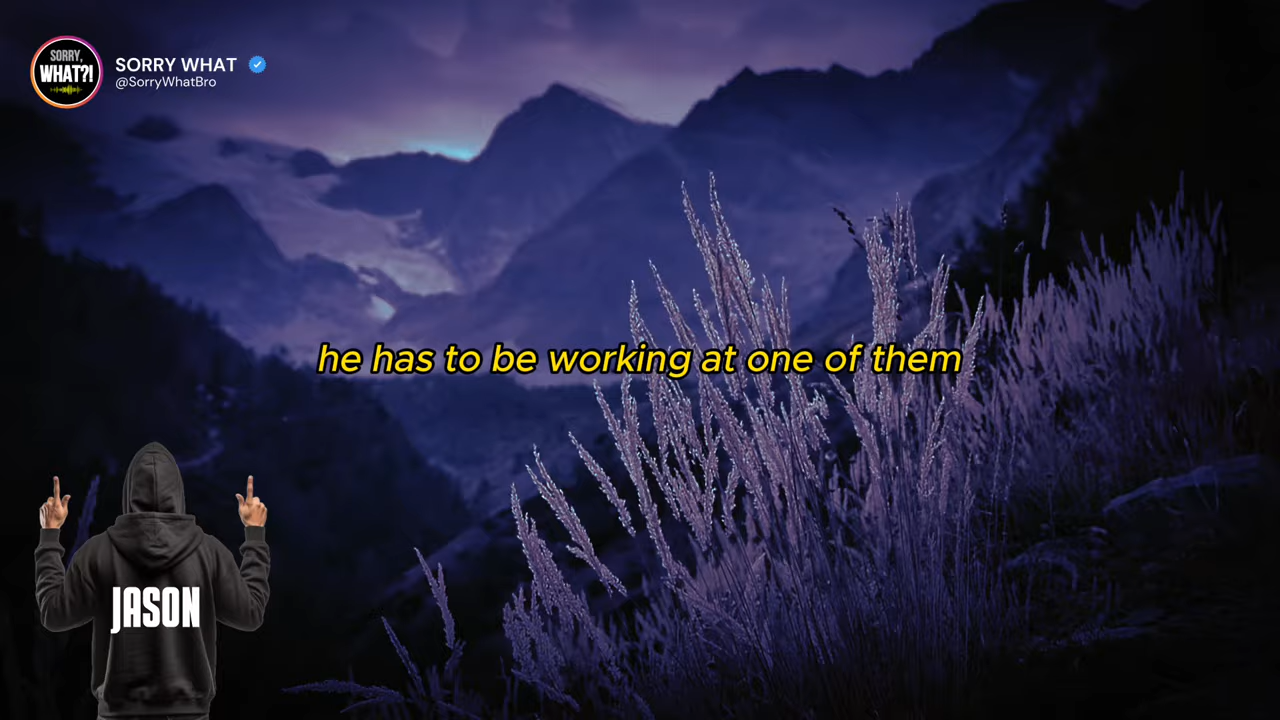 SORRY,
WHAT?!
SORRY WHAT
@SorryWhatBro
he has to be working at one of them
JASON